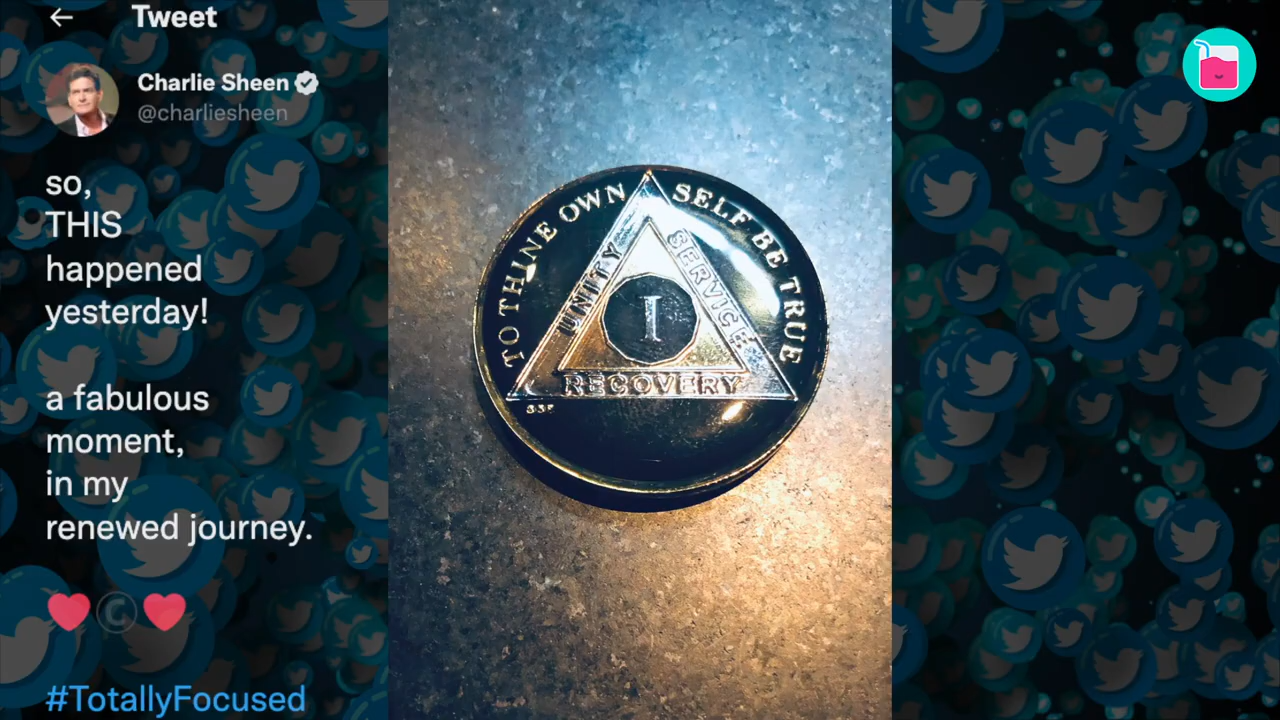 Tweet
Charlie Sheen
@charliesheen
so,
THIS
happened
yesterday!
a fabulous
moment,
in my
renewed journey.
❤️©❤️
#TotallyFocused
TO THINE OWN SELF BE TRUE
UNITY
SERVICE
I
RECOVERY